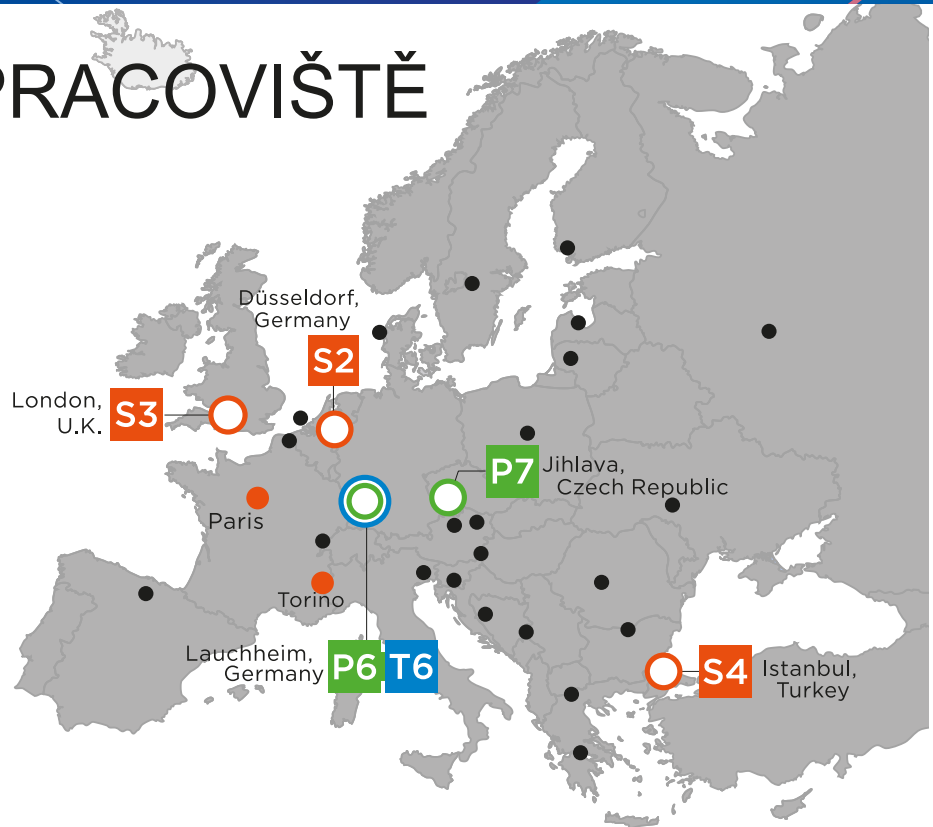 PRACOVIŠTĚ
Düsseldorf,
Germany
S2
London,
U.K.
S3
P7
Jihlava,
Czech Republic
Paris
Torino
Lauchheim,
Germany
P6 T6
S4
Istanbul,
Turkey